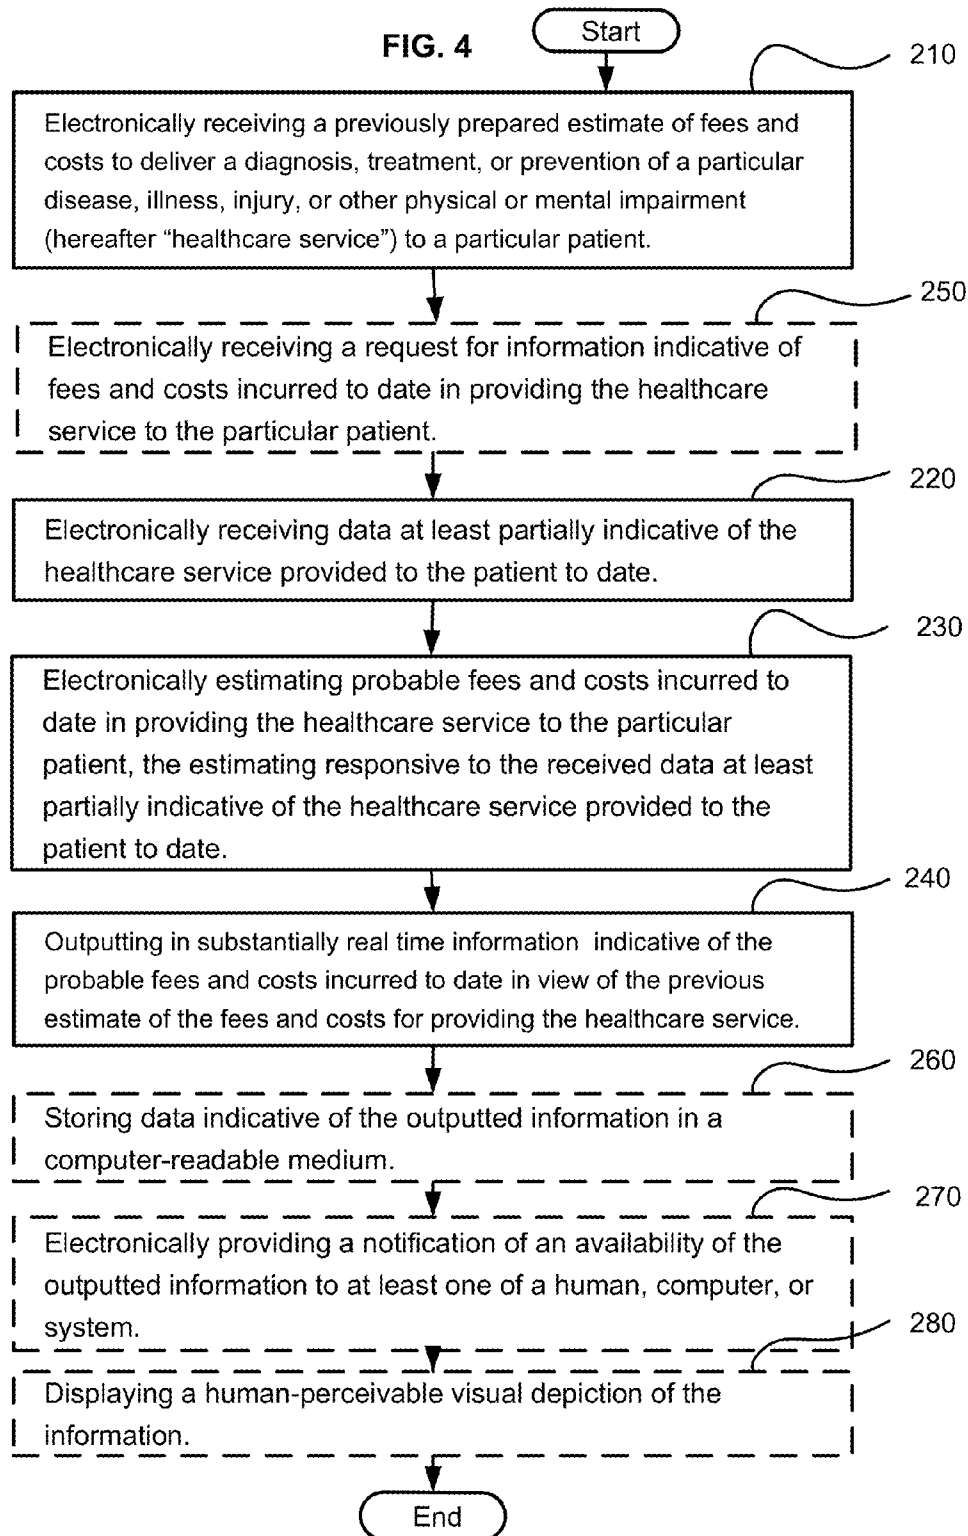 FIG. 4
Start
210
Electronically receiving a previously prepared estimate of fees and
costs to deliver a diagnosis, treatment, or prevention of a particular
disease, illness, injury, or other physical or mental impairment
(hereafter “healthcare service”) to a particular patient.
250
Electronically receiving a request for information indicative of
fees and costs incurred to date in providing the healthcare
service to the particular patient.
220
Electronically receiving data at least partially indicative of the
healthcare service provided to the patient to date.
230
Electronically estimating probable fees and costs incurred to
date in providing the healthcare service to the particular
patient, the estimating responsive to the received data at least
partially indicative of the healthcare service provided to the
patient to date.
240
Outputting in substantially real time information indicative of the
probable fees and costs incurred to date in view of the previous
estimate of the fees and costs for providing the healthcare service.
260
Storing data indicative of the outputted information in a
computer-readable medium.
270
Electronically providing a notification of an availability of the
outputted information to at least one of a human, computer, or
system.
280
Displaying a human-perceivable visual depiction of the
information.
End